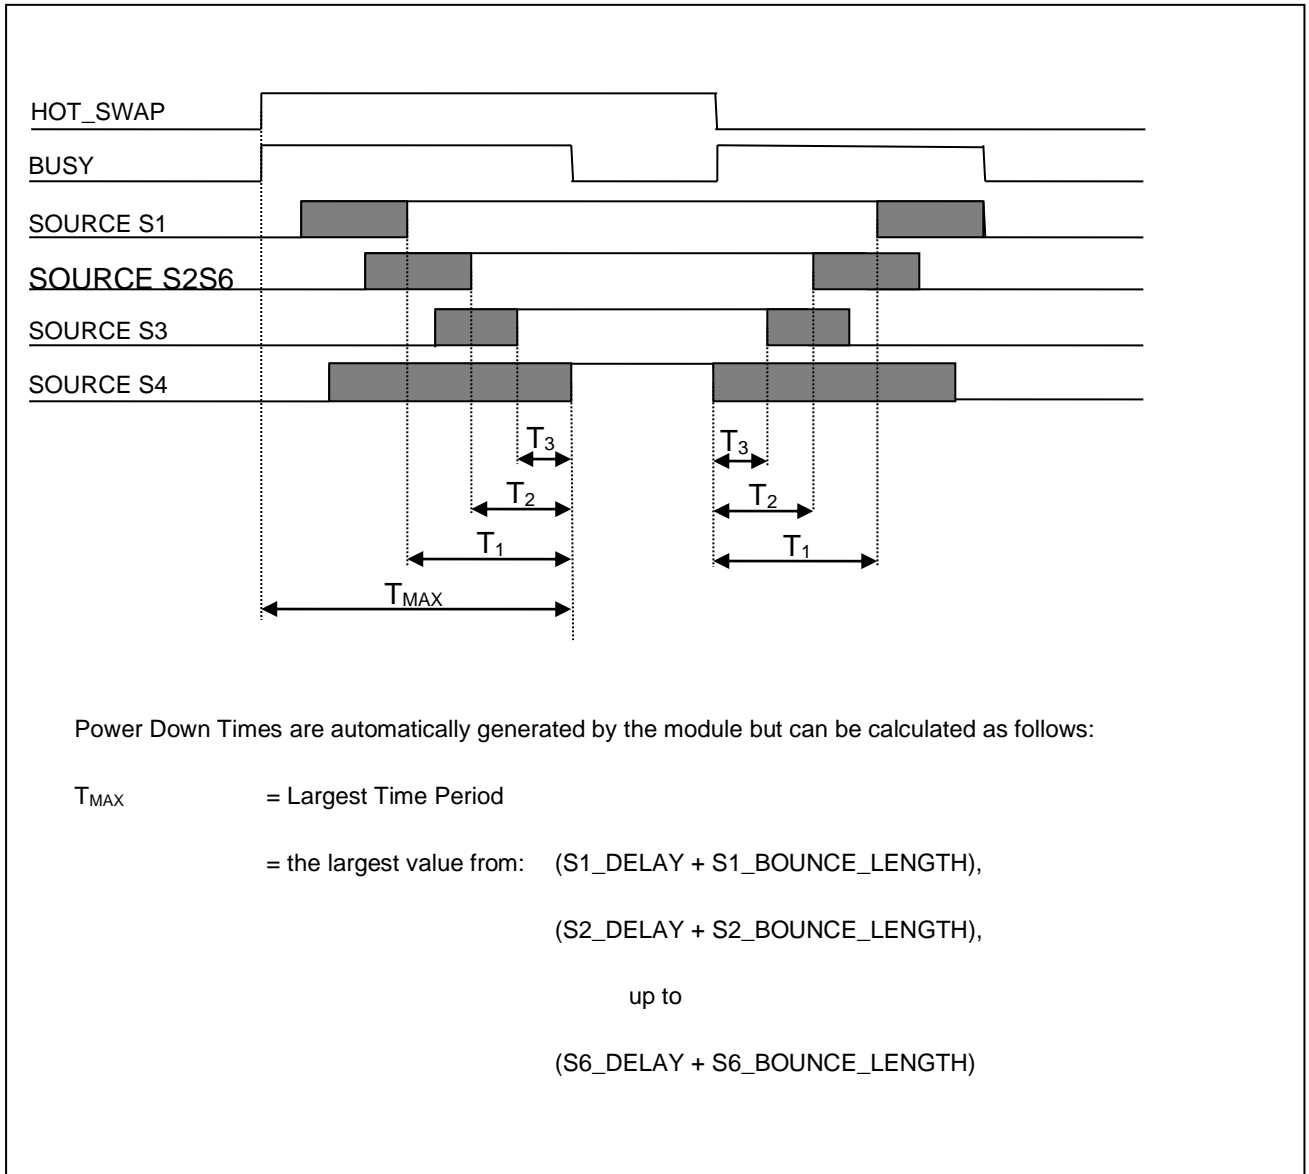 HOT_SWAP
BUSY
SOURCE S1
SOURCE S2S6
SOURCE S3
SOURCE S4
T3 T3
T2 T2
T1 T1
TMAX
Power Down Times are automatically generated by the module but can be calculated as follows:
TMAX = Largest Time Period
= the largest value from: (S1_DELAY + S1_BOUNCE_LENGTH),
(S2_DELAY + S2_BOUNCE_LENGTH),
up to
(S6_DELAY + S6_BOUNCE_LENGTH)